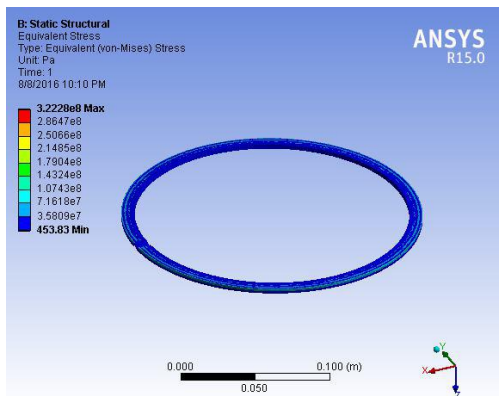 B: Static Structural
Equivalent Stress
Type: Equivalent (von-Mises) Stress
Unit: Pa
Time: 1
8/8/2016 10:10 PM
ANSYS
R15.0
3.2228e8 Max
2.8647e8
2.5066e8
2.1485e8
1.7904e8
1.4324e8
1.0743e8
7.1618e7
3.5809e7
453.83 Min
0.000
0.100 (m)
0.050
Y
X
Z